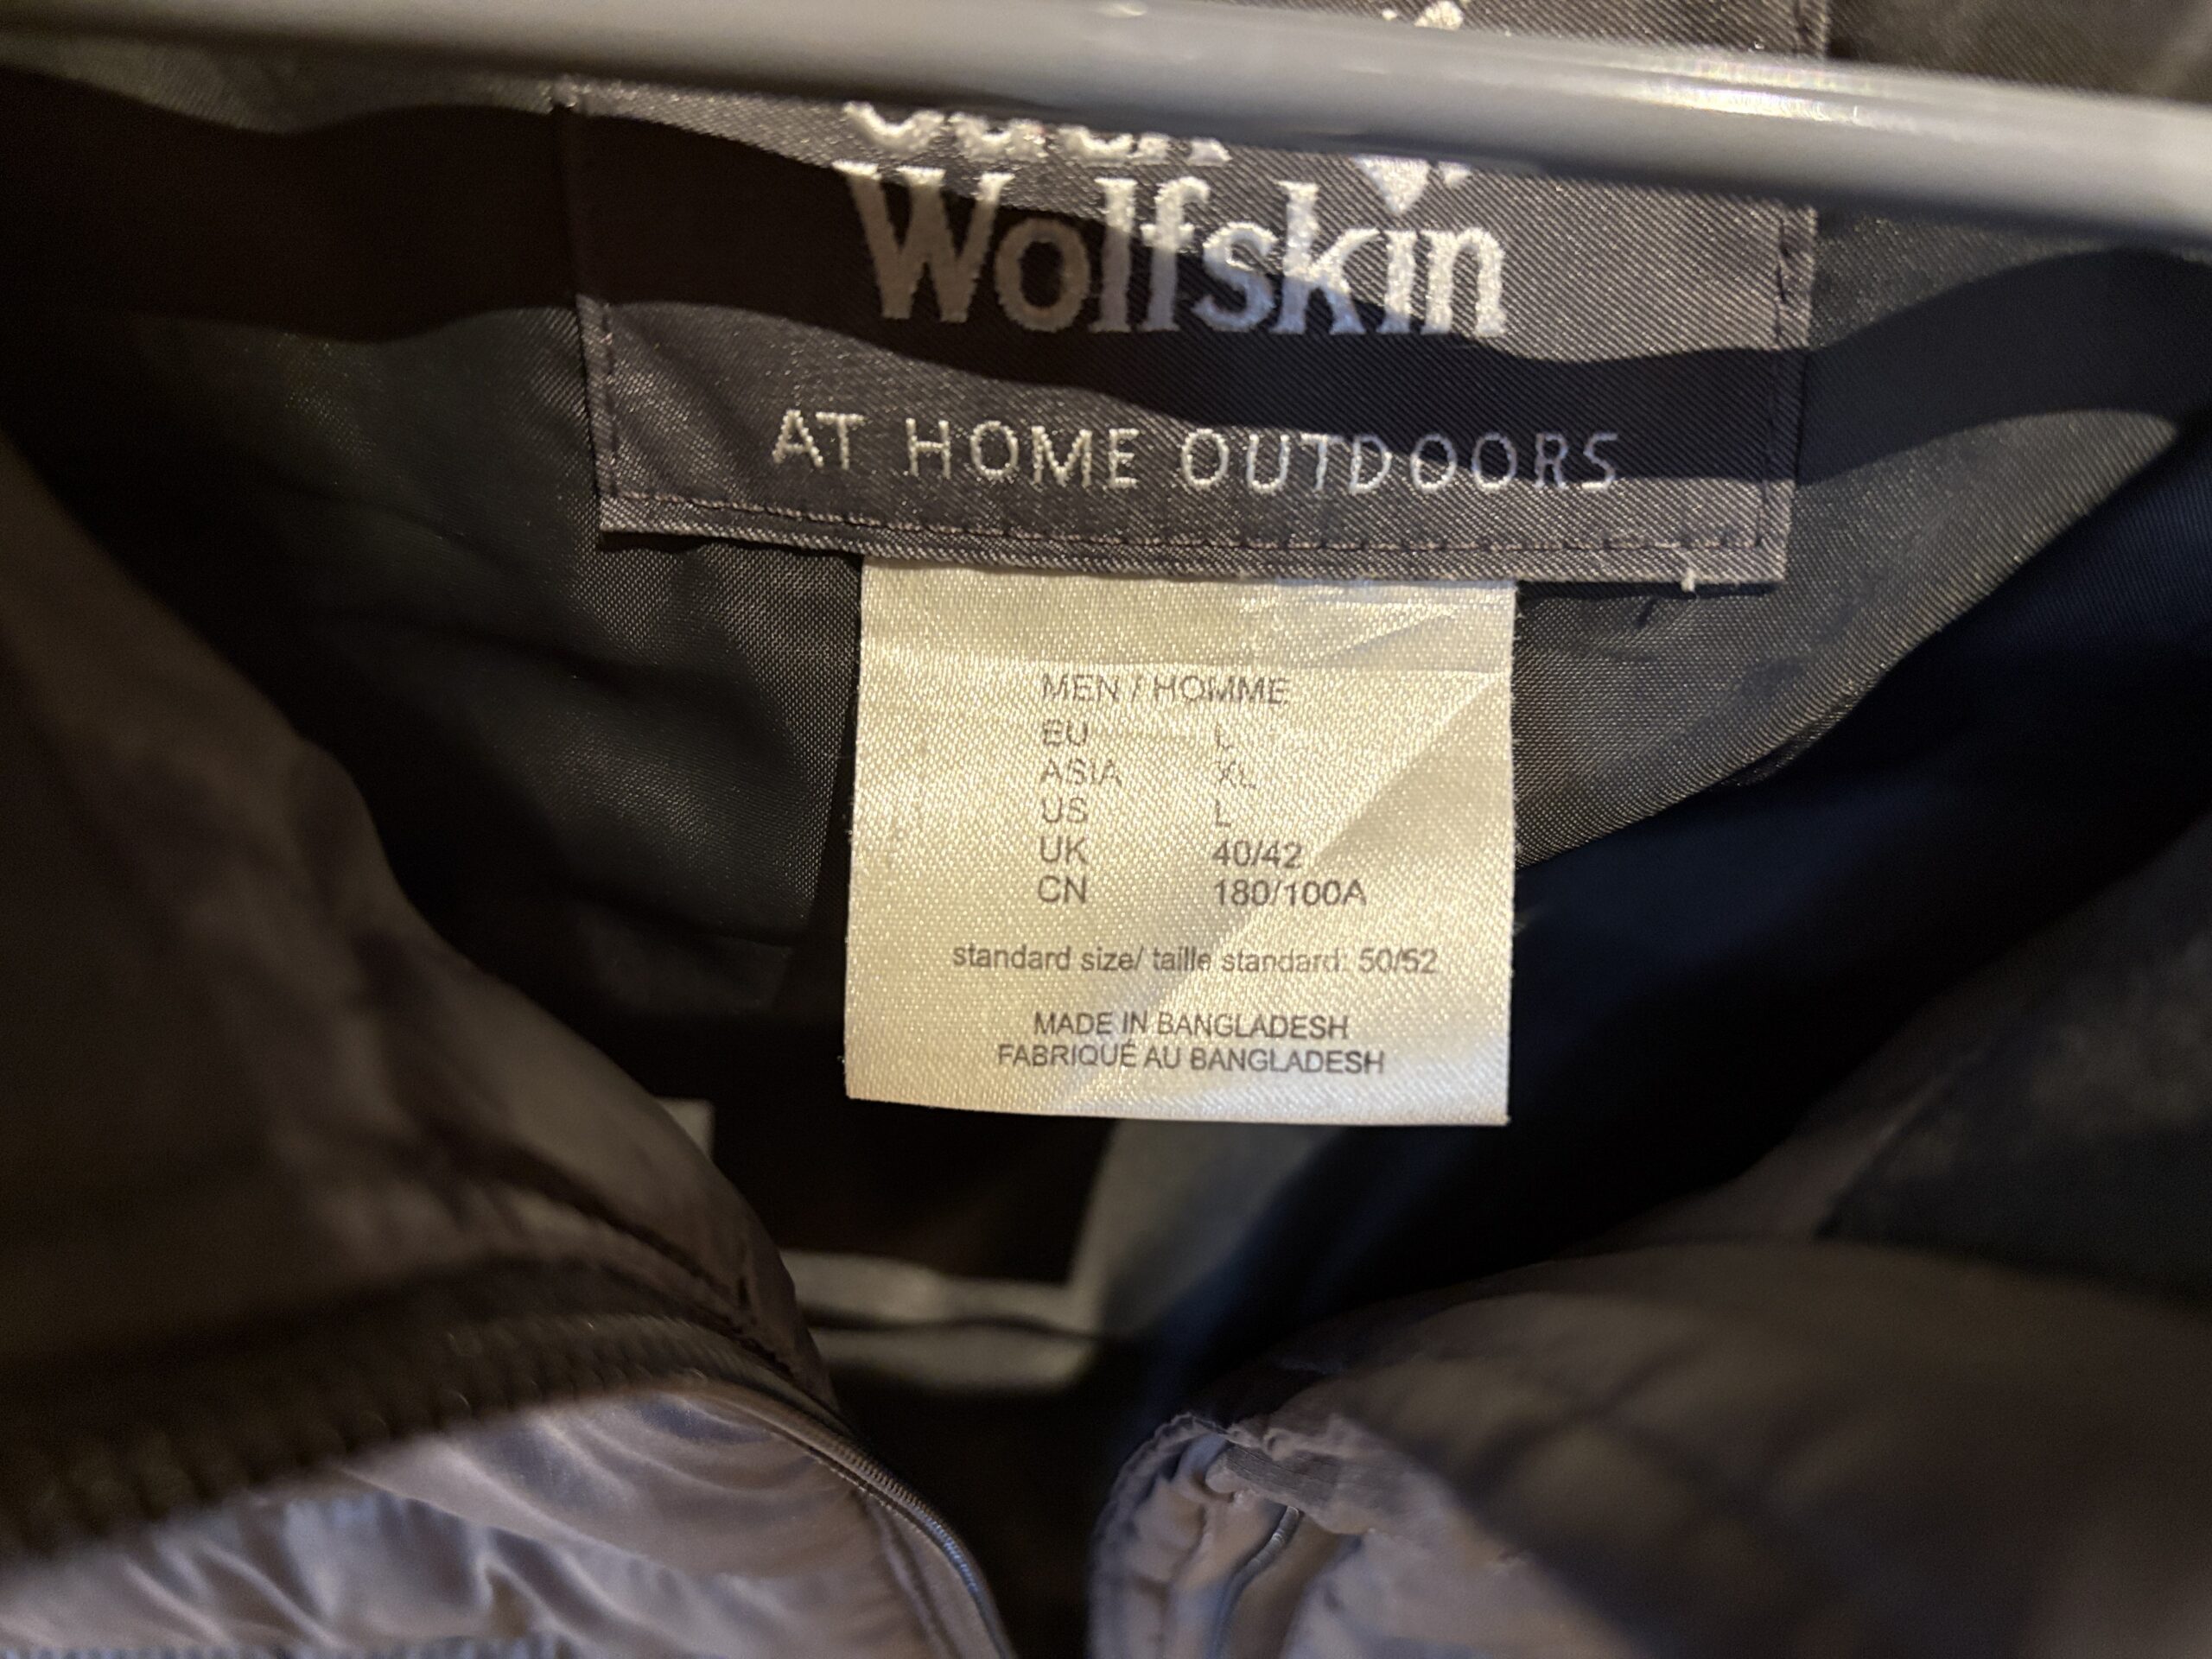 Wolfskin
AT HOME OUTDOORS
MEN / HOMME
EU L
ASIA XL
US L
UK 40/42
CN 180/100A
standard size/ taille standard: 50/52
MADE IN BANGLADESH
FABRIQUÉ AU BANGLADESH